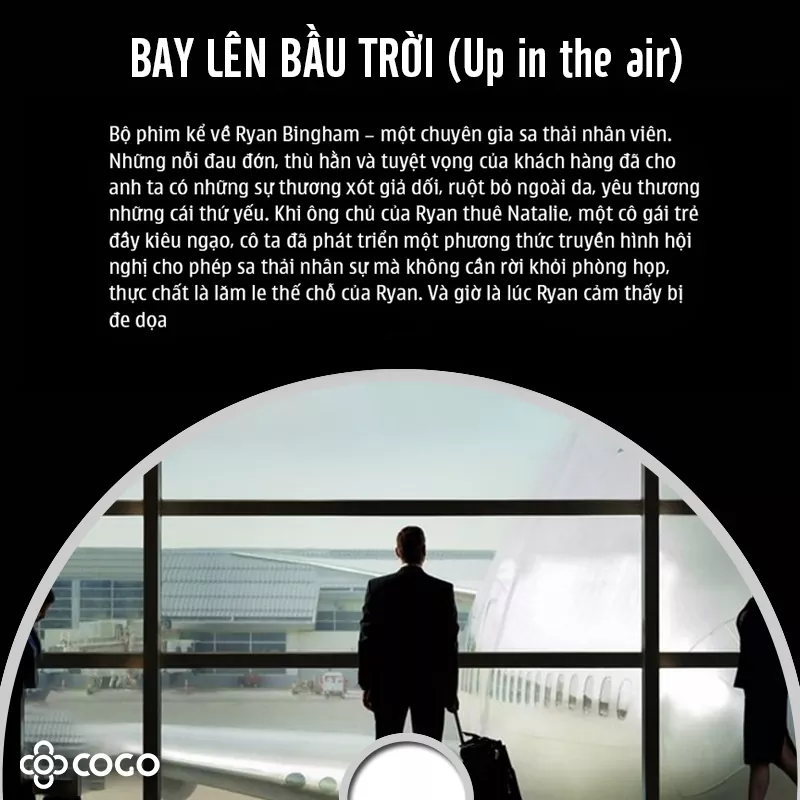 BAY LÊN BẦU TRỜI (Up in the air)
Bộ phim kể về Ryan Bingham – một chuyên gia sa thải nhân viên.
Những nỗi đau đớn, thù hằn và tuyệt vọng của khách hàng đã cho
anh ta có những sự thương xót giả dối, ruột bỏ ngoài da, yêu thương
những cái thứ yếu. Khi ông chủ của Ryan thuê Natalie, một cô gái trẻ
đầy kiêu ngạo, cô ta đã phát triển một phương thức truyền hình hội
nghị cho phép sa thải nhân sự mà không cần rời khỏi phòng họp,
thực chất là lăm le thế chỗ của Ryan. Và giờ là lúc Ryan cảm thấy bị
đe dọa
COGO